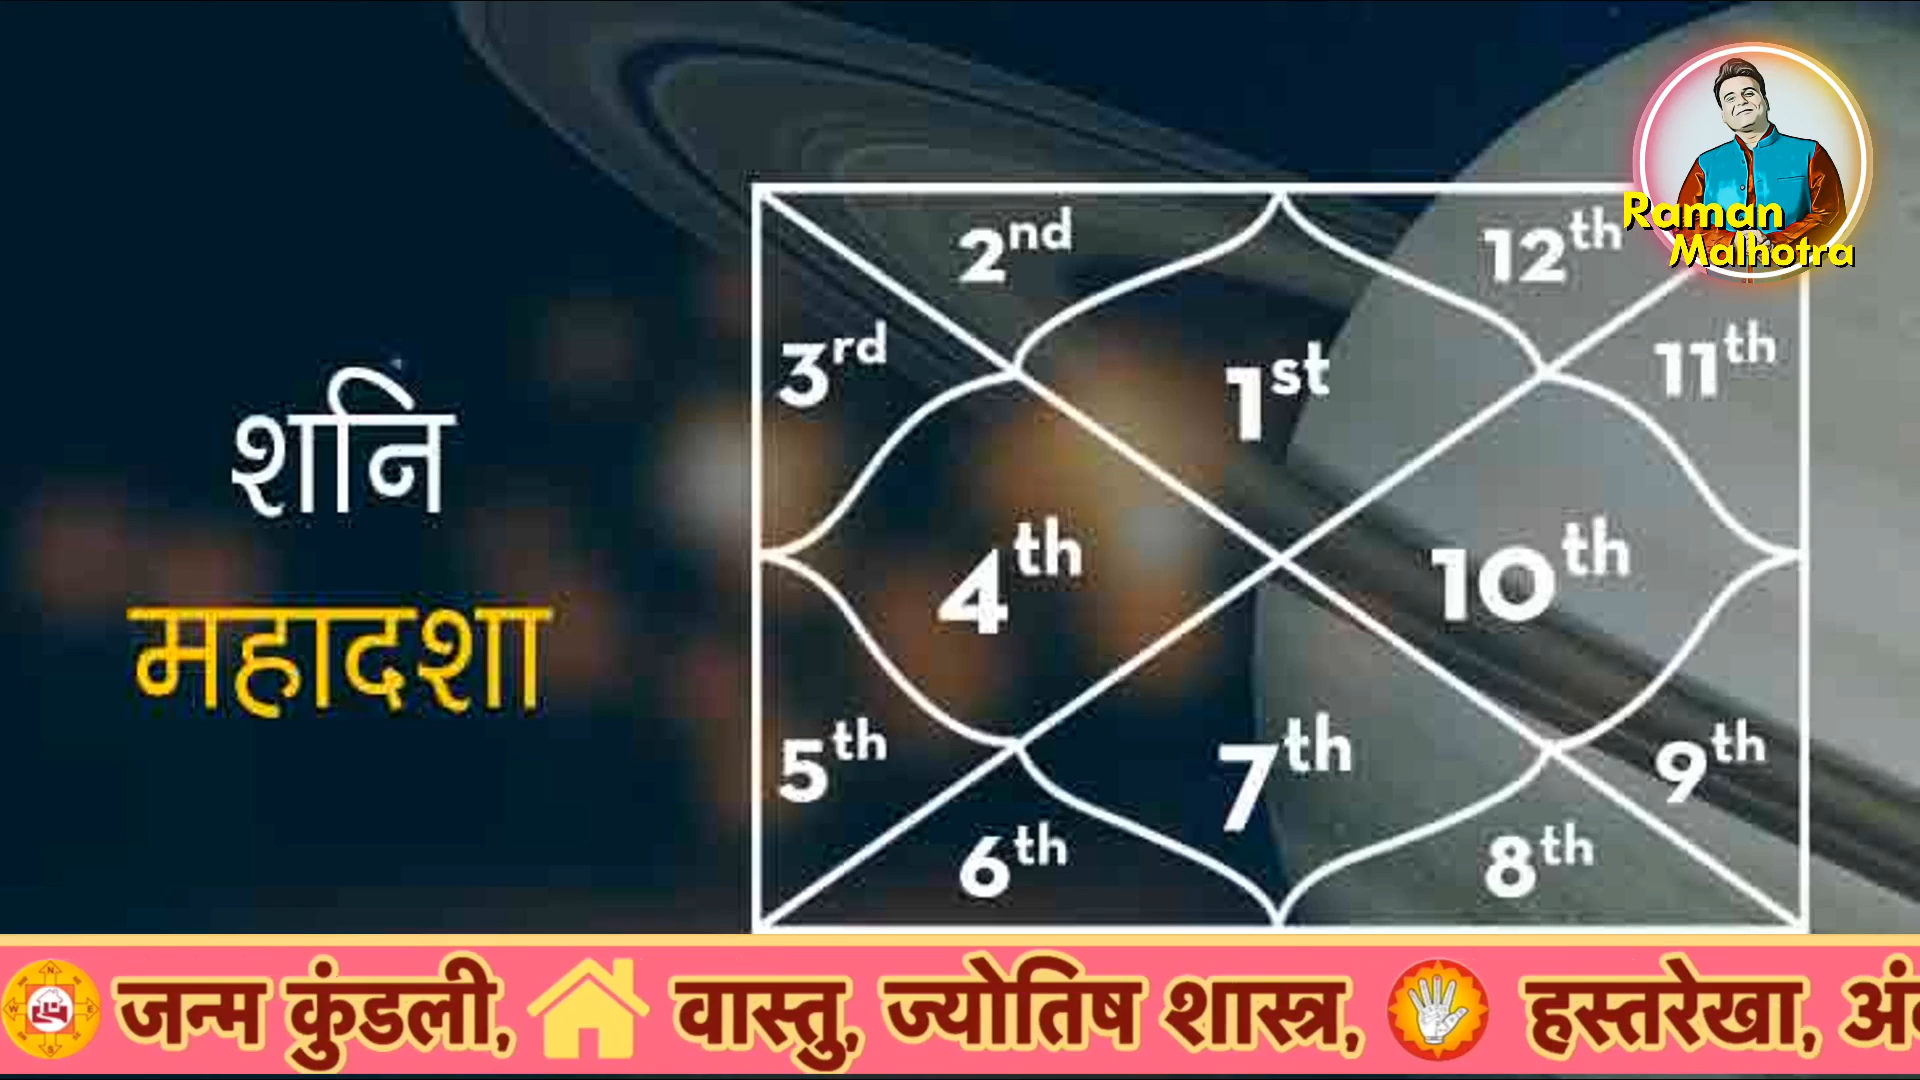 Raman
Malhotra
2nd
12th
3rd
1st
11th
शनि
महादशा
4th
10th
5th
7th
9th
6th
8th
जन्म कुंडली, वास्तु, ज्योतिष शास्त्र, हस्तरेखा,